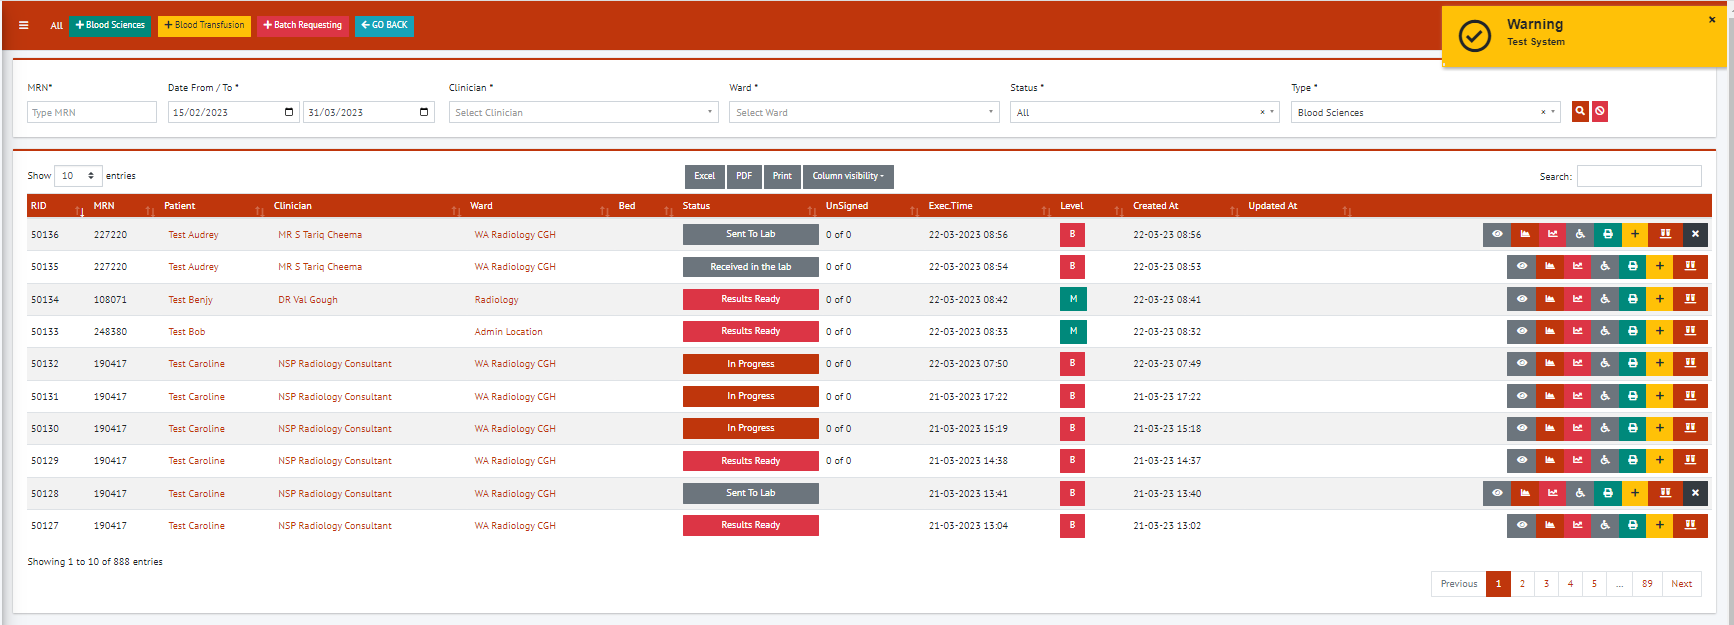 All Blood Sciences Blood Transfusion Batch Requesting GO BACK
Warning
Test System
MRN* Date From / To * Clinician * Ward * Status * Type *
Type MRN 15/02/2023 31/03/2023 Select Clinician Select Ward All Blood Sciences
Show 10 entries Excel PDF Print Column visibility Search:
RID MRN Patient Clinician Ward Bed Status UnSigned Exec.Time Level Created At Updated At
50136 227220 Test Audrey MR S Tariq Cheema WA Radiology CGH Sent To Lab 0 of 0 22-03-2023 08:56 B 22-03-23 08:56
50135 227220 Test Audrey MR S Tariq Cheema WA Radiology CGH Received in the lab 0 of 0 22-03-2023 08:54 B 22-03-23 08:53
50134 108071 Test Benjy DR Val Gough Radiology Results Ready 0 of 0 22-03-2023 08:42 M 22-03-23 08:41
50133 248380 Test Bob Admin Location Results Ready 0 of 0 22-03-2023 08:33 M 22-03-23 08:32
50132 190417 Test Caroline NSP Radiology Consultant WA Radiology CGH In Progress 0 of 0 22-03-2023 07:50 B 22-03-23 07:49
50131 190417 Test Caroline NSP Radiology Consultant WA Radiology CGH In Progress 0 of 0 21-03-2023 17:22 B 21-03-23 17:22
50130 190417 Test Caroline NSP Radiology Consultant WA Radiology CGH In Progress 0 of 0 21-03-2023 15:19 B 21-03-23 15:18
50129 190417 Test Caroline NSP Radiology Consultant WA Radiology CGH Results Ready 0 of 0 21-03-2023 14:38 B 21-03-23 14:37
50128 190417 Test Caroline NSP Radiology Consultant WA Radiology CGH Sent To Lab 21-03-2023 13:41 B 21-03-23 13:40
50127 190417 Test Caroline NSP Radiology Consultant WA Radiology CGH Results Ready 21-03-2023 13:04 B 21-03-23 13:02
Showing 1 to 10 of 888 entries
Previous 1 2 3 4 5 ... 89 Next